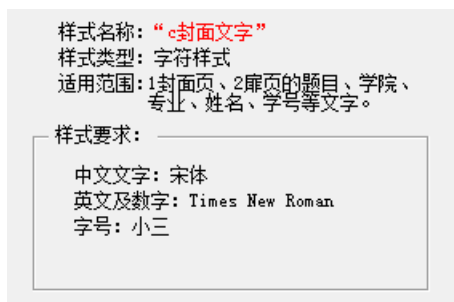 样式名称：“c封面文字”
样式类型：字符样式
适用范围：1封面页、2扉页的题目、学院、
专业、姓名、学号等文字。
样式要求：
中文文字：宋体
英文及数字：Times New Roman
字号：小三